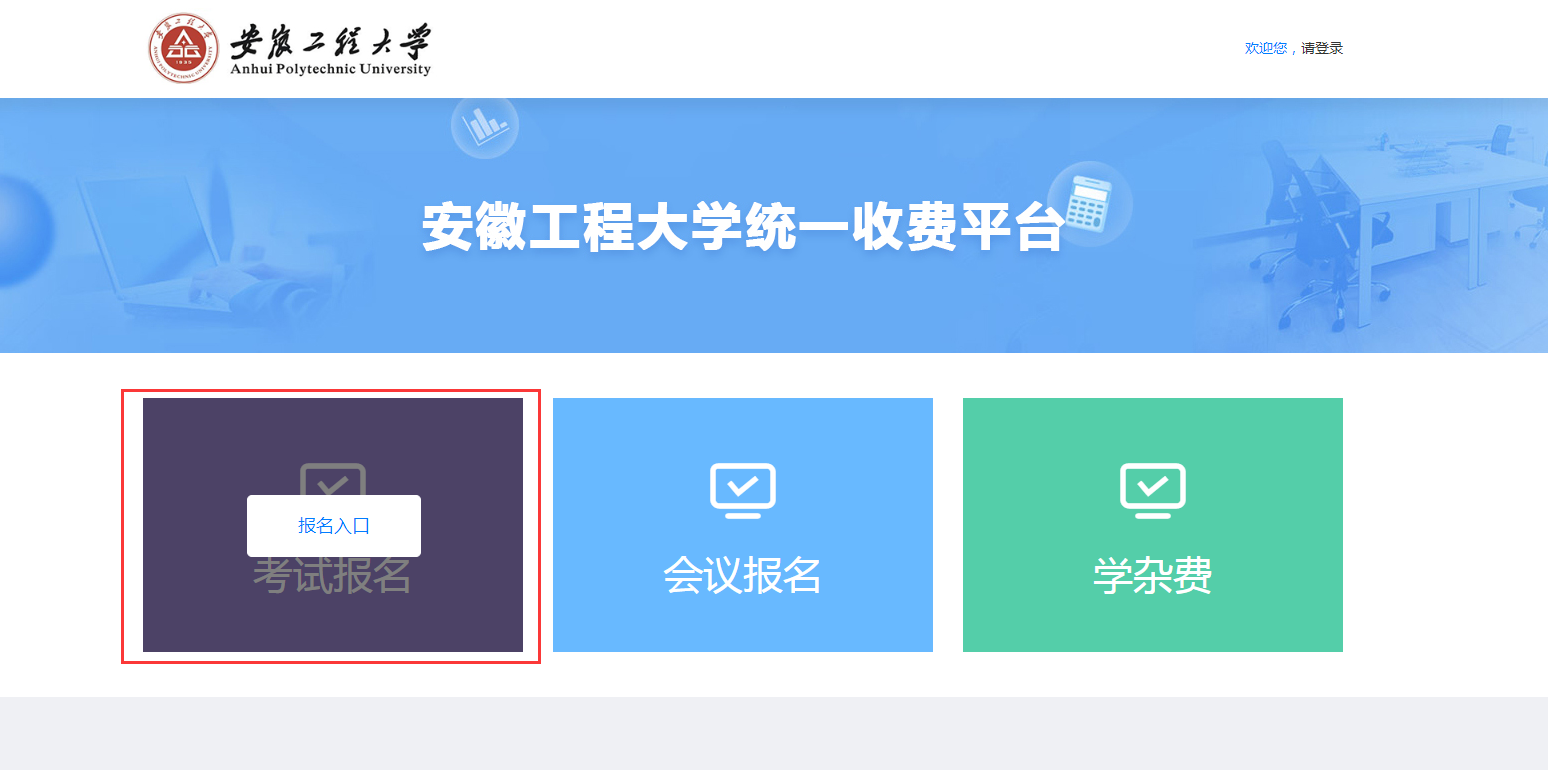 安徽工程大学
Anhui Polytechnic University
欢迎您，请登录
安徽工程大学统一收费平台
报名入口
考试报名
会议报名
学杂费